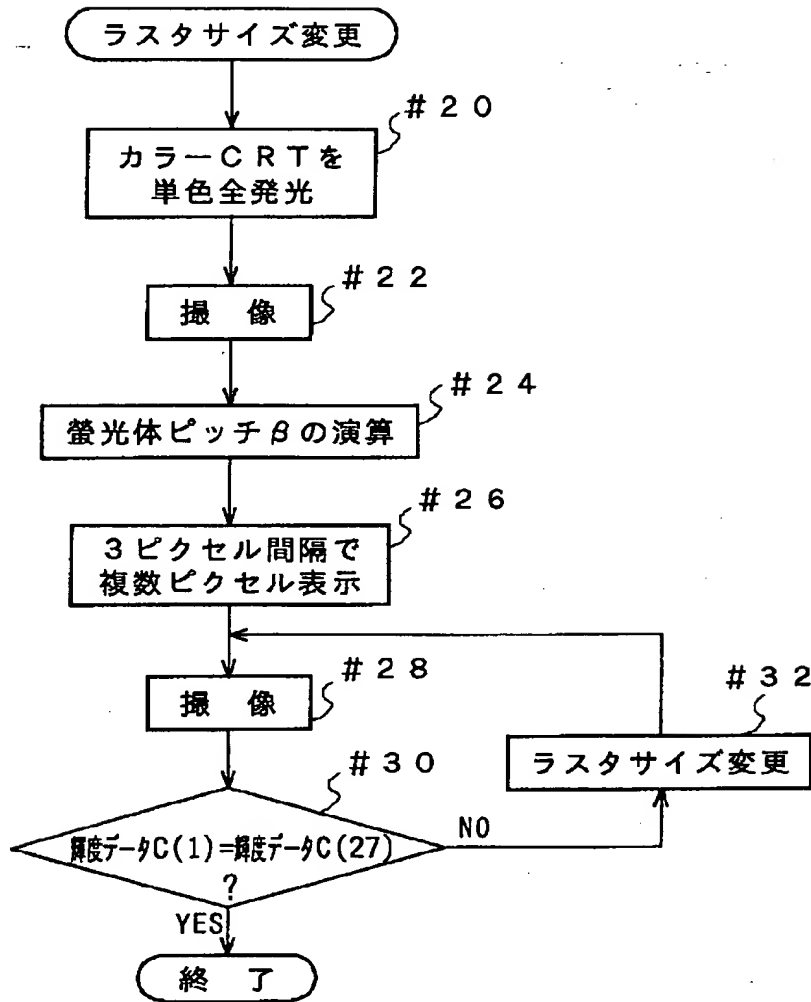 ラスタサイズ変更
#20
カラーCRTを
単色全発光
#22
撮 像
#24
螢光体ピッチβの演算
#26
3ピクセル間隔で
複数ピクセル表示
#28
撮 像
#32
ラスタサイズ変更
#30
輝度データC(1)=輝度データC(27)
?
NO
YES
終 了